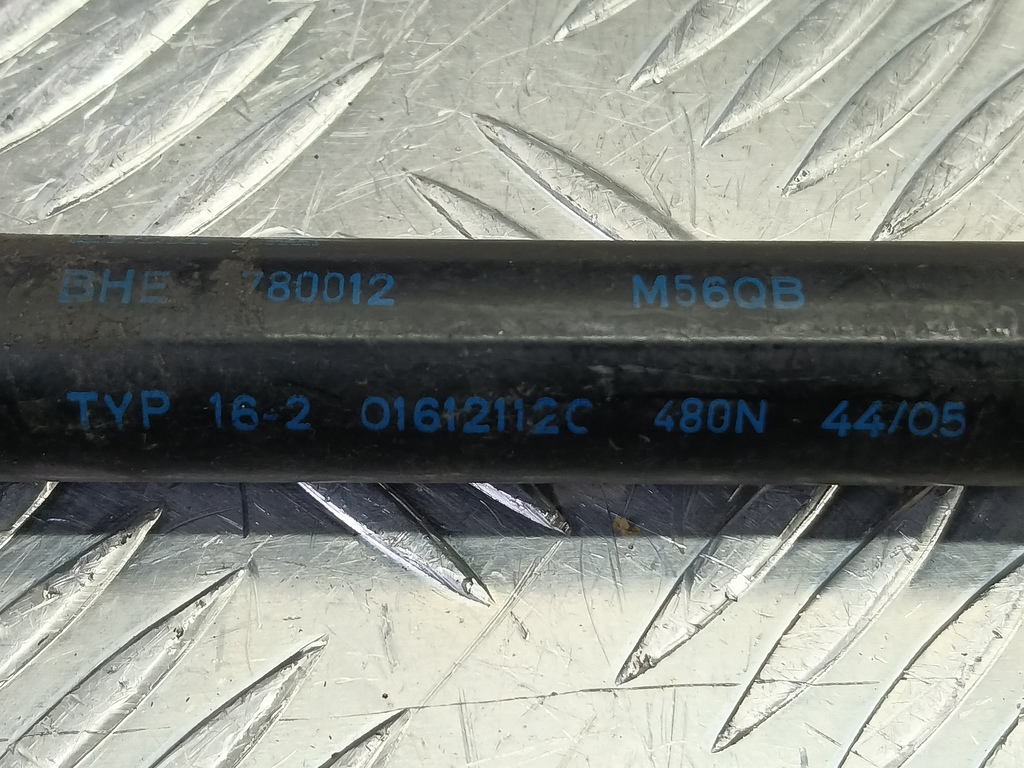 BHE 780012 M56QB
TYP 16-2 01612112C 480N 44/05